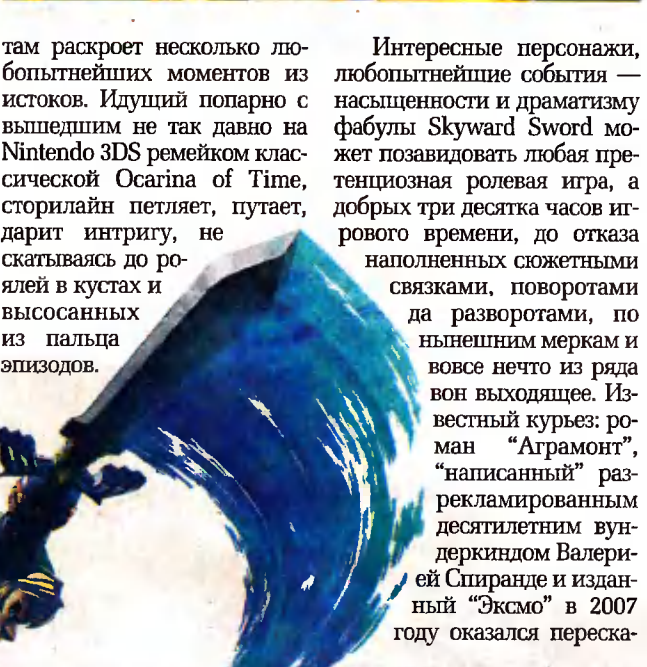 там раскроет несколько лю-
бопытнейших моментов из
истоков. Идущий попарно с
вышедшим не так давно на
Nintendo 3DS ремейком клас-
сической Ocarina of Time,
сторилайн петляет, путает,
дарит интригу, не
скатываясь до ро-
ялей в кустах и
высосанных
из пальца
эпизодов.
Интересные персонажи,
любопытнейшие события —
насыщенности и драматизму
фабулы Skyward Sword мо-
жет позавидовать любая пре-
тенциозная ролевая игра, а
добрых три десятка часов иг-
рового времени, до отказа
наполненных сюжетными
связками, поворотами
да разворотами, по
нынешним меркам и
вовсе нечто из ряда
вон выходящее. Из-
вестный курьез: ро-
ман “Аграмонт”,
“написанный” раз-
рекламированным
десятилетним вун-
деркиндом Валери-
ей Спиранде и издан-
ный “Эксмо” в 2007
году оказался переска-